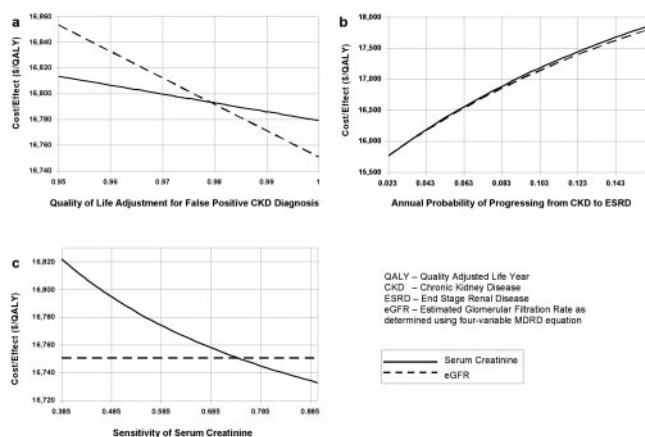 a
16,860
16,840
16,820
16,800
16,780
16,760
16,740
Cost/Effect ($/QALY)
0.95
0.96
0.97
0.98
0.99
1
Quality of Life Adjustment for False Positive CKD Diagnosis
b
18,000
17,500
17,000
16,500
16,000
15,500
Cost/Effect ($/QALY)
0.023
0.043
0.063
0.083
0.103
0.123
0.143
Annual Probability of Progressing from CKD to ESRD
c
16,820
16,800
16,780
16,760
16,740
16,720
Cost/Effect ($/QALY)
0.385
0.485
0.585
0.685
0.785
0.885
Sensitivity of Serum Creatinine
QALY – Quality Adjusted Life Year
CKD – Chronic Kidney Disease
ESRD – End Stage Renal Disease
eGFR – Estimated Glomerular Filtration Rate as
determined using four-variable MDRD equation
Serum Creatinine
eGFR